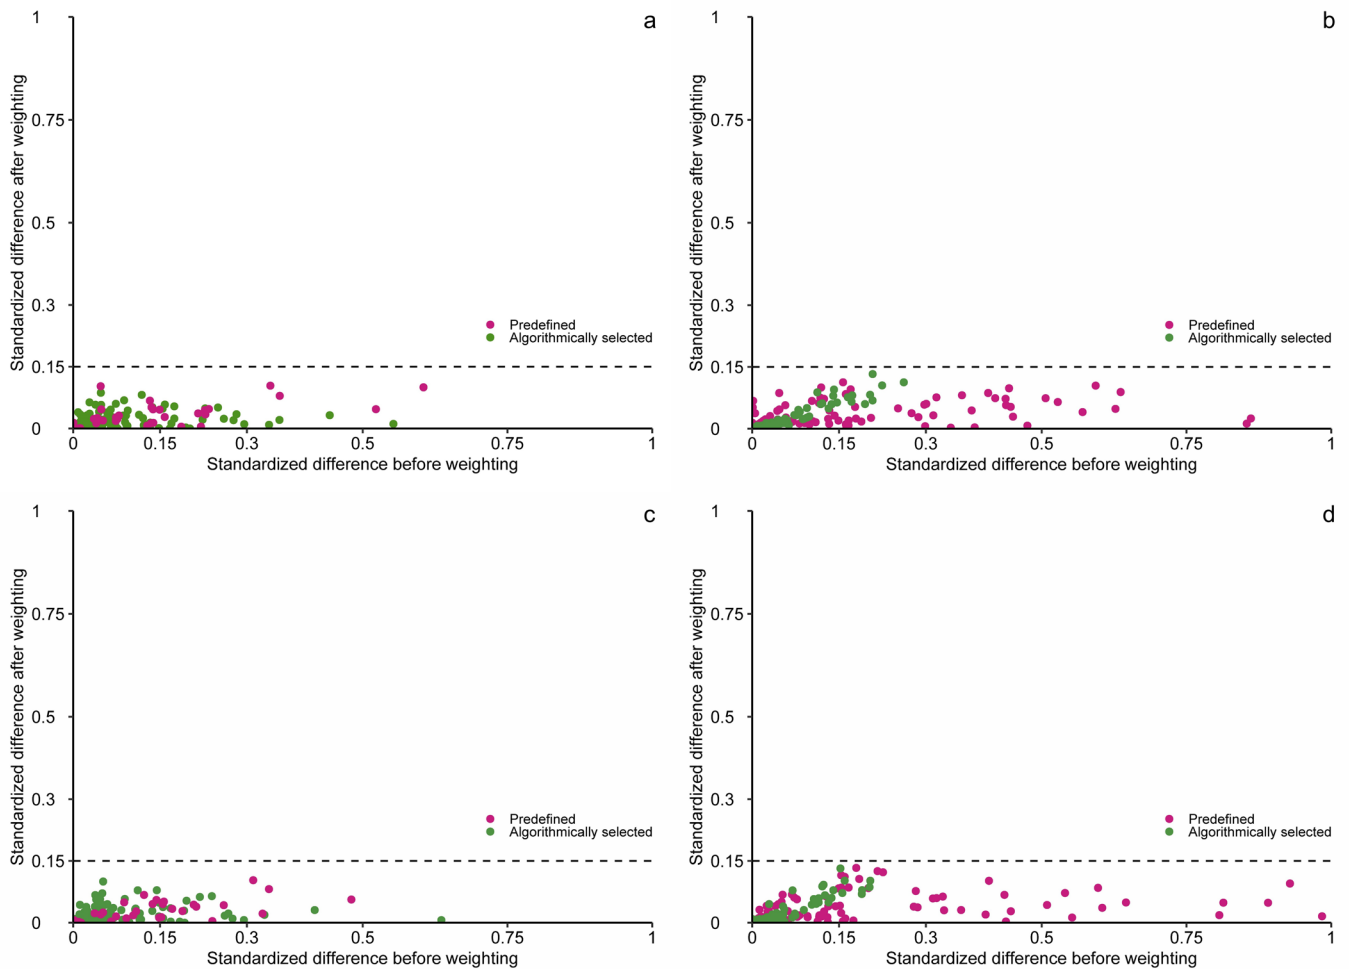 a
1
0.75
0.5
0.3
0.15
0
Standardized difference after weighting
Predefined
Algorithmically selected
0 0.15 0.3 0.5 0.75 1
Standardized difference before weighting
b
1
0.75
0.5
0.3
0.15
0
Standardized difference after weighting
Predefined
Algorithmically selected
0 0.15 0.3 0.5 0.75 1
Standardized difference before weighting
c
1
0.75
0.5
0.3
0.15
0
Standardized difference after weighting
Predefined
Algorithmically selected
0 0.15 0.3 0.5 0.75 1
Standardized difference before weighting
d
1
0.75
0.5
0.3
0.15
0
Standardized difference after weighting
Predefined
Algorithmically selected
0 0.15 0.3 0.5 0.75 1
Standardized difference before weighting